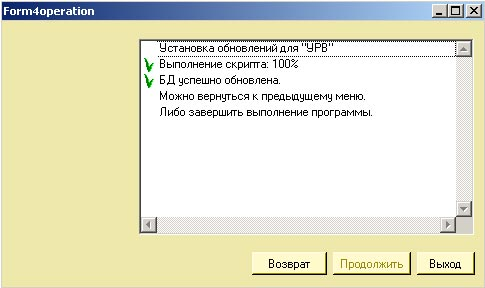 Form4operation
Установка обновлений для "УРВ"
Выполнение скрипта: 100%
БД успешно обновлена.
Можно вернуться к предыдущему меню.
Либо завершить выполнение программы.
Возврат Продолжить Выход